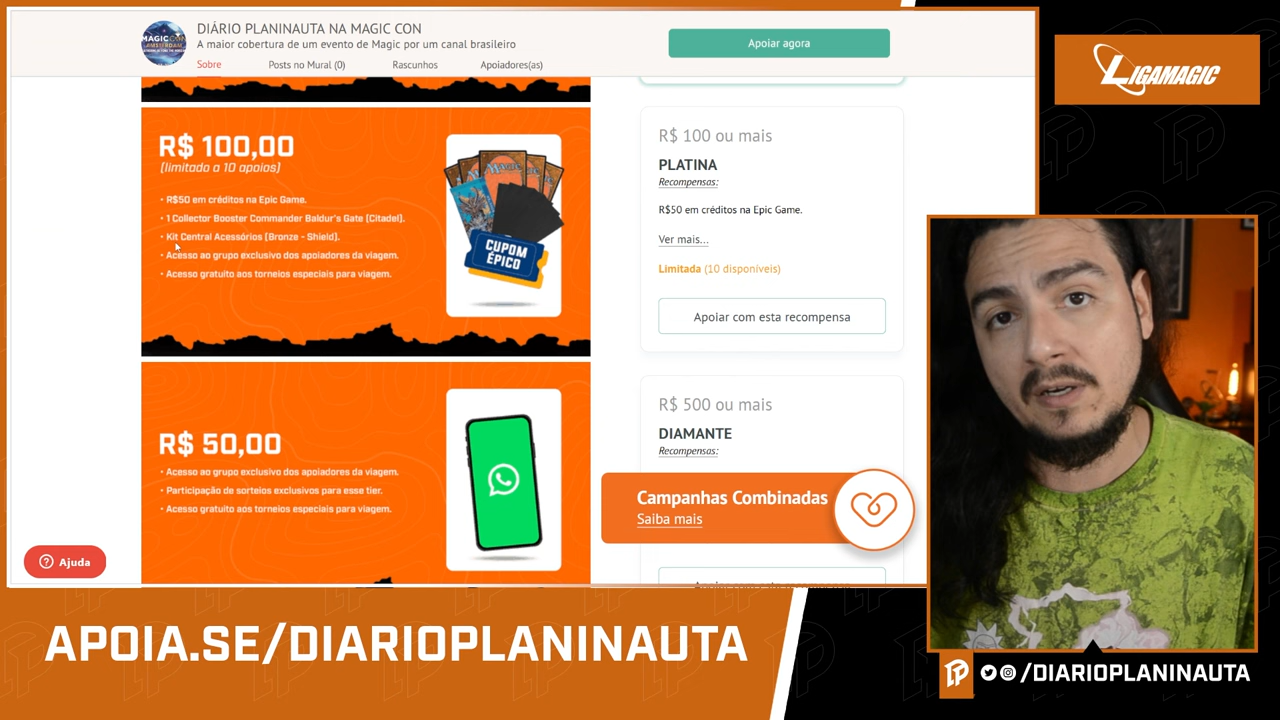 DIÁRIO PLANINAUTA NA MAGIC CON
A maior cobertura de um evento de Magic por um canal brasileiro
Sobre
Posts no Mural (0)
Rascunhos
Apoiadores(as)
Apoiar agora
LIGAMAGIC
R$ 100,00
(limitado a 10 apoios)
• R$50 em créditos na Epic Game.
• 1 Collector Booster Commander Baldur's Gate (Citadel).
• Kit Central Acessórios (Bronze - Shield).
• Acesso ao grupo exclusivo dos apoiadores da viagem.
• Acesso gratuito aos torneios especiais para viagem.
CUPOM
ÉPICO
R$ 100 ou mais
PLATINA
Recompensas:
R$50 em créditos na Epic Game.
Ver mais...
Limitada (10 disponíveis)
Apoiar com esta recompensa
R$ 50,00
• Acesso ao grupo exclusivo dos apoiadores da viagem.
• Participação de sorteios exclusivos para esse tier.
• Acesso gratuito aos torneios especiais para viagem.
R$ 500 ou mais
DIAMANTE
Recompensas:
Campanhas Combinadas
Saiba mais
Ajuda
APOIA.SE/DIARIOPLANINAUTA
/DIARIOPLANINAUTA